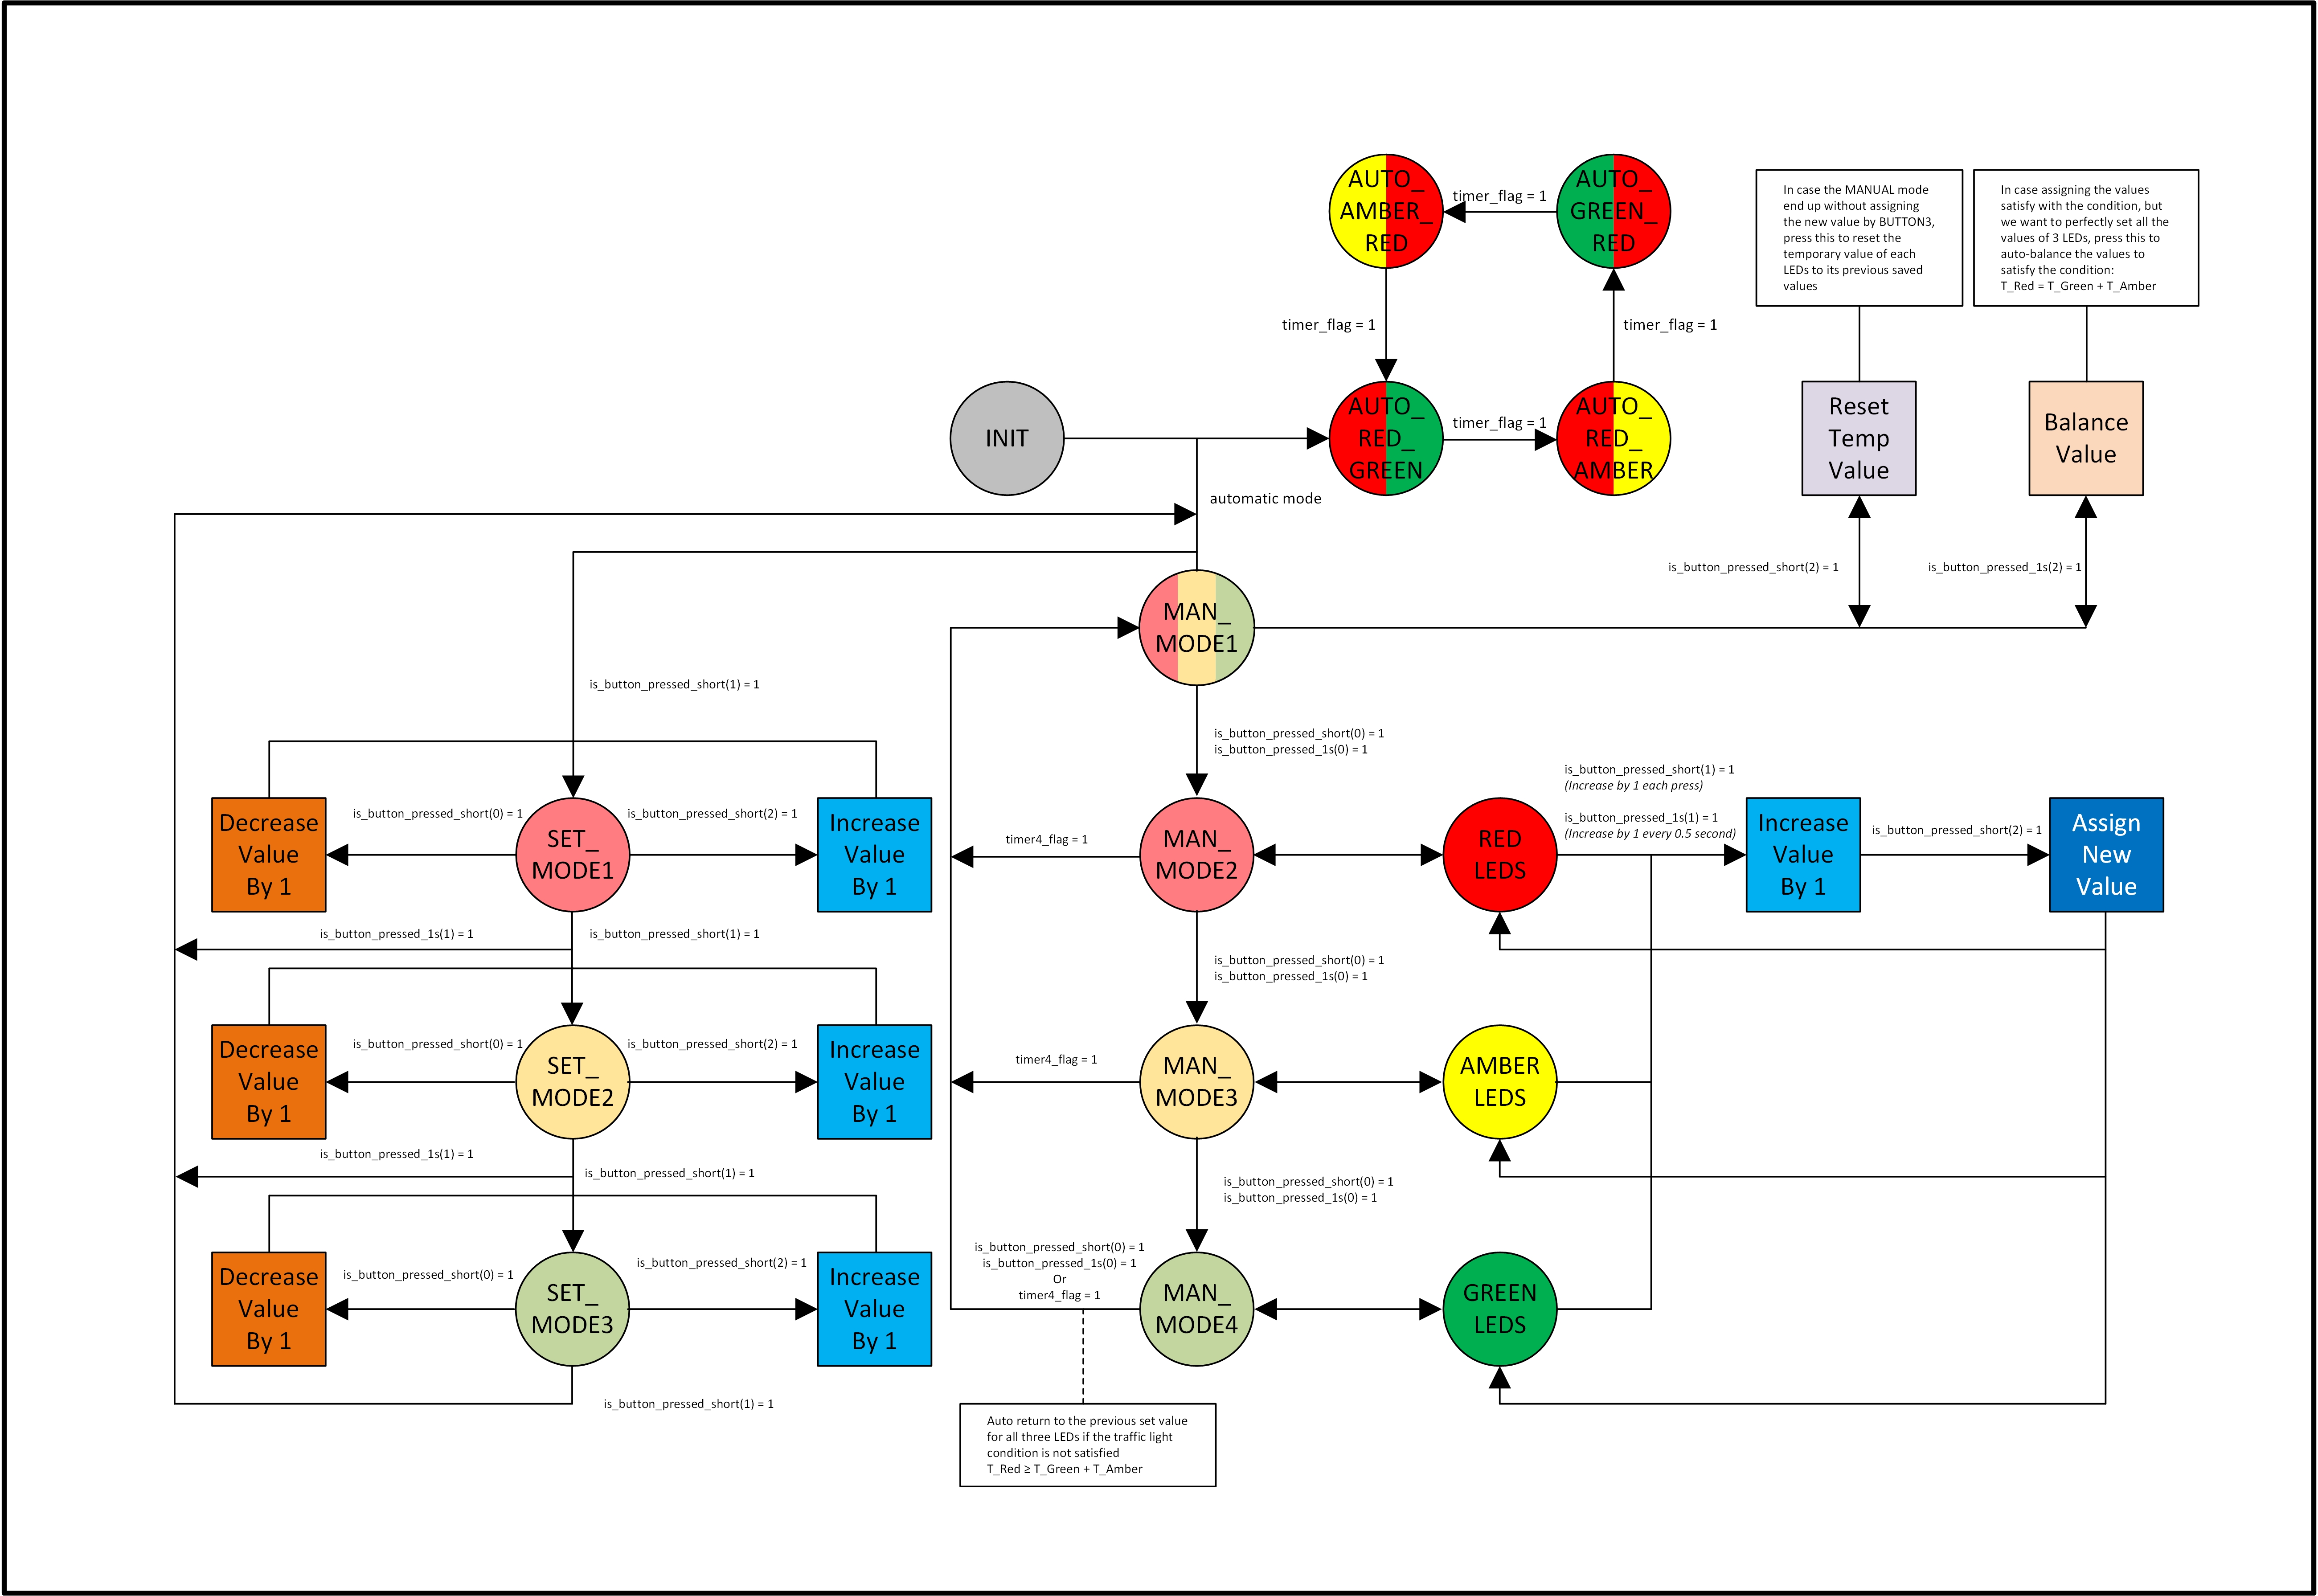 AUTO_
AMBER_
RED
timer_flag = 1
AUTO_
GREEN_
RED
In case the MANUAL mode
end up without assigning
the new value by BUTTON3,
press this to reset the
temporary value of each
LEDs to its previous saved
values
In case assigning the values
satisfy with the condition, but
we want to perfectly set all the
values of 3 LEDs, press this to
auto-balance the values to
satisfy the condition:
T_Red = T_Green + T_Amber
timer_flag = 1
timer_flag = 1
INIT
AUTO_
RED_
GREEN
timer_flag = 1
AUTO_
RED_
AMBER
Reset
Temp
Value
Balance
Value
automatic mode
is_button_pressed_short(2) = 1
is_button_pressed_1s(2) = 1
MAN_
MODE1
is_button_pressed_short(1) = 1
is_button_pressed_short(0) = 1
is_button_pressed_1s(0) = 1
Decrease
Value
By 1
is_button_pressed_short(0) = 1
SET_
MODE1
is_button_pressed_short(2) = 1
Increase
Value
By 1
timer4_flag = 1
MAN_
MODE2
RED
LEDS
is_button_pressed_short(1) = 1
(Increase by 1 each press)
is_button_pressed_1s(1) = 1
(Increase by 1 every 0.5 second)
Increase
Value
By 1
is_button_pressed_short(2) = 1
Assign
New
Value
is_button_pressed_1s(1) = 1
is_button_pressed_short(1) = 1
is_button_pressed_short(0) = 1
is_button_pressed_1s(0) = 1
Decrease
Value
By 1
is_button_pressed_short(0) = 1
SET_
MODE2
is_button_pressed_short(2) = 1
Increase
Value
By 1
timer4_flag = 1
MAN_
MODE3
AMBER
LEDS
is_button_pressed_1s(1) = 1
is_button_pressed_short(1) = 1
is_button_pressed_short(0) = 1
is_button_pressed_1s(0) = 1
Decrease
Value
By 1
is_button_pressed_short(0) = 1
SET_
MODE3
is_button_pressed_short(2) = 1
Increase
Value
By 1
is_button_pressed_short(0) = 1
is_button_pressed_1s(0) = 1
Or
timer4_flag = 1
MAN_
MODE4
GREEN
LEDS
is_button_pressed_short(1) = 1
Auto return to the previous set value
for all three LEDs if the traffic light
condition is not satisfied
T_Red ≥ T_Green + T_Amber